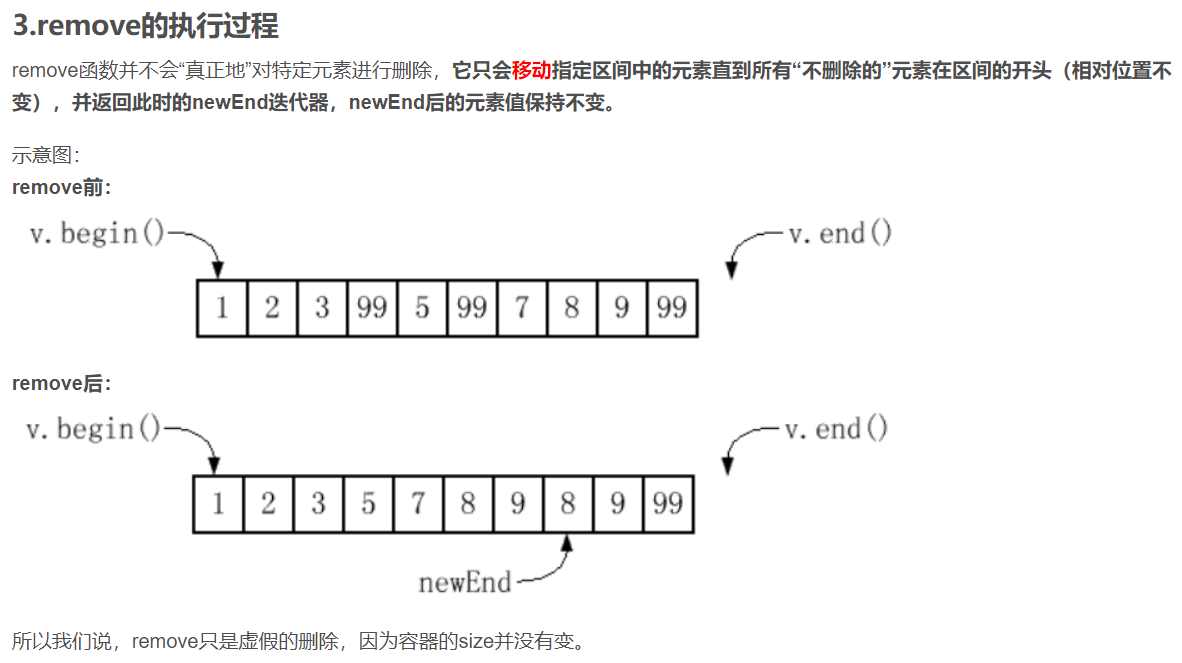 3.remove的执行过程
remove函数并不会“真正地”对特定元素进行删除，它只会移动指定区间中的元素直到所有“不删除的”元素在区间的开头（相对位置不
变），并返回此时的newEnd迭代器，newEnd后的元素值保持不变。
示意图：
remove前：
v.begin() v.end()
1 2 3 99 5 99 7 8 9 99
remove后：
v.begin() v.end()
1 2 3 5 7 8 9 8 9 99
newEnd
所以我们说，remove只是虚假的删除，因为容器的size并没有变。